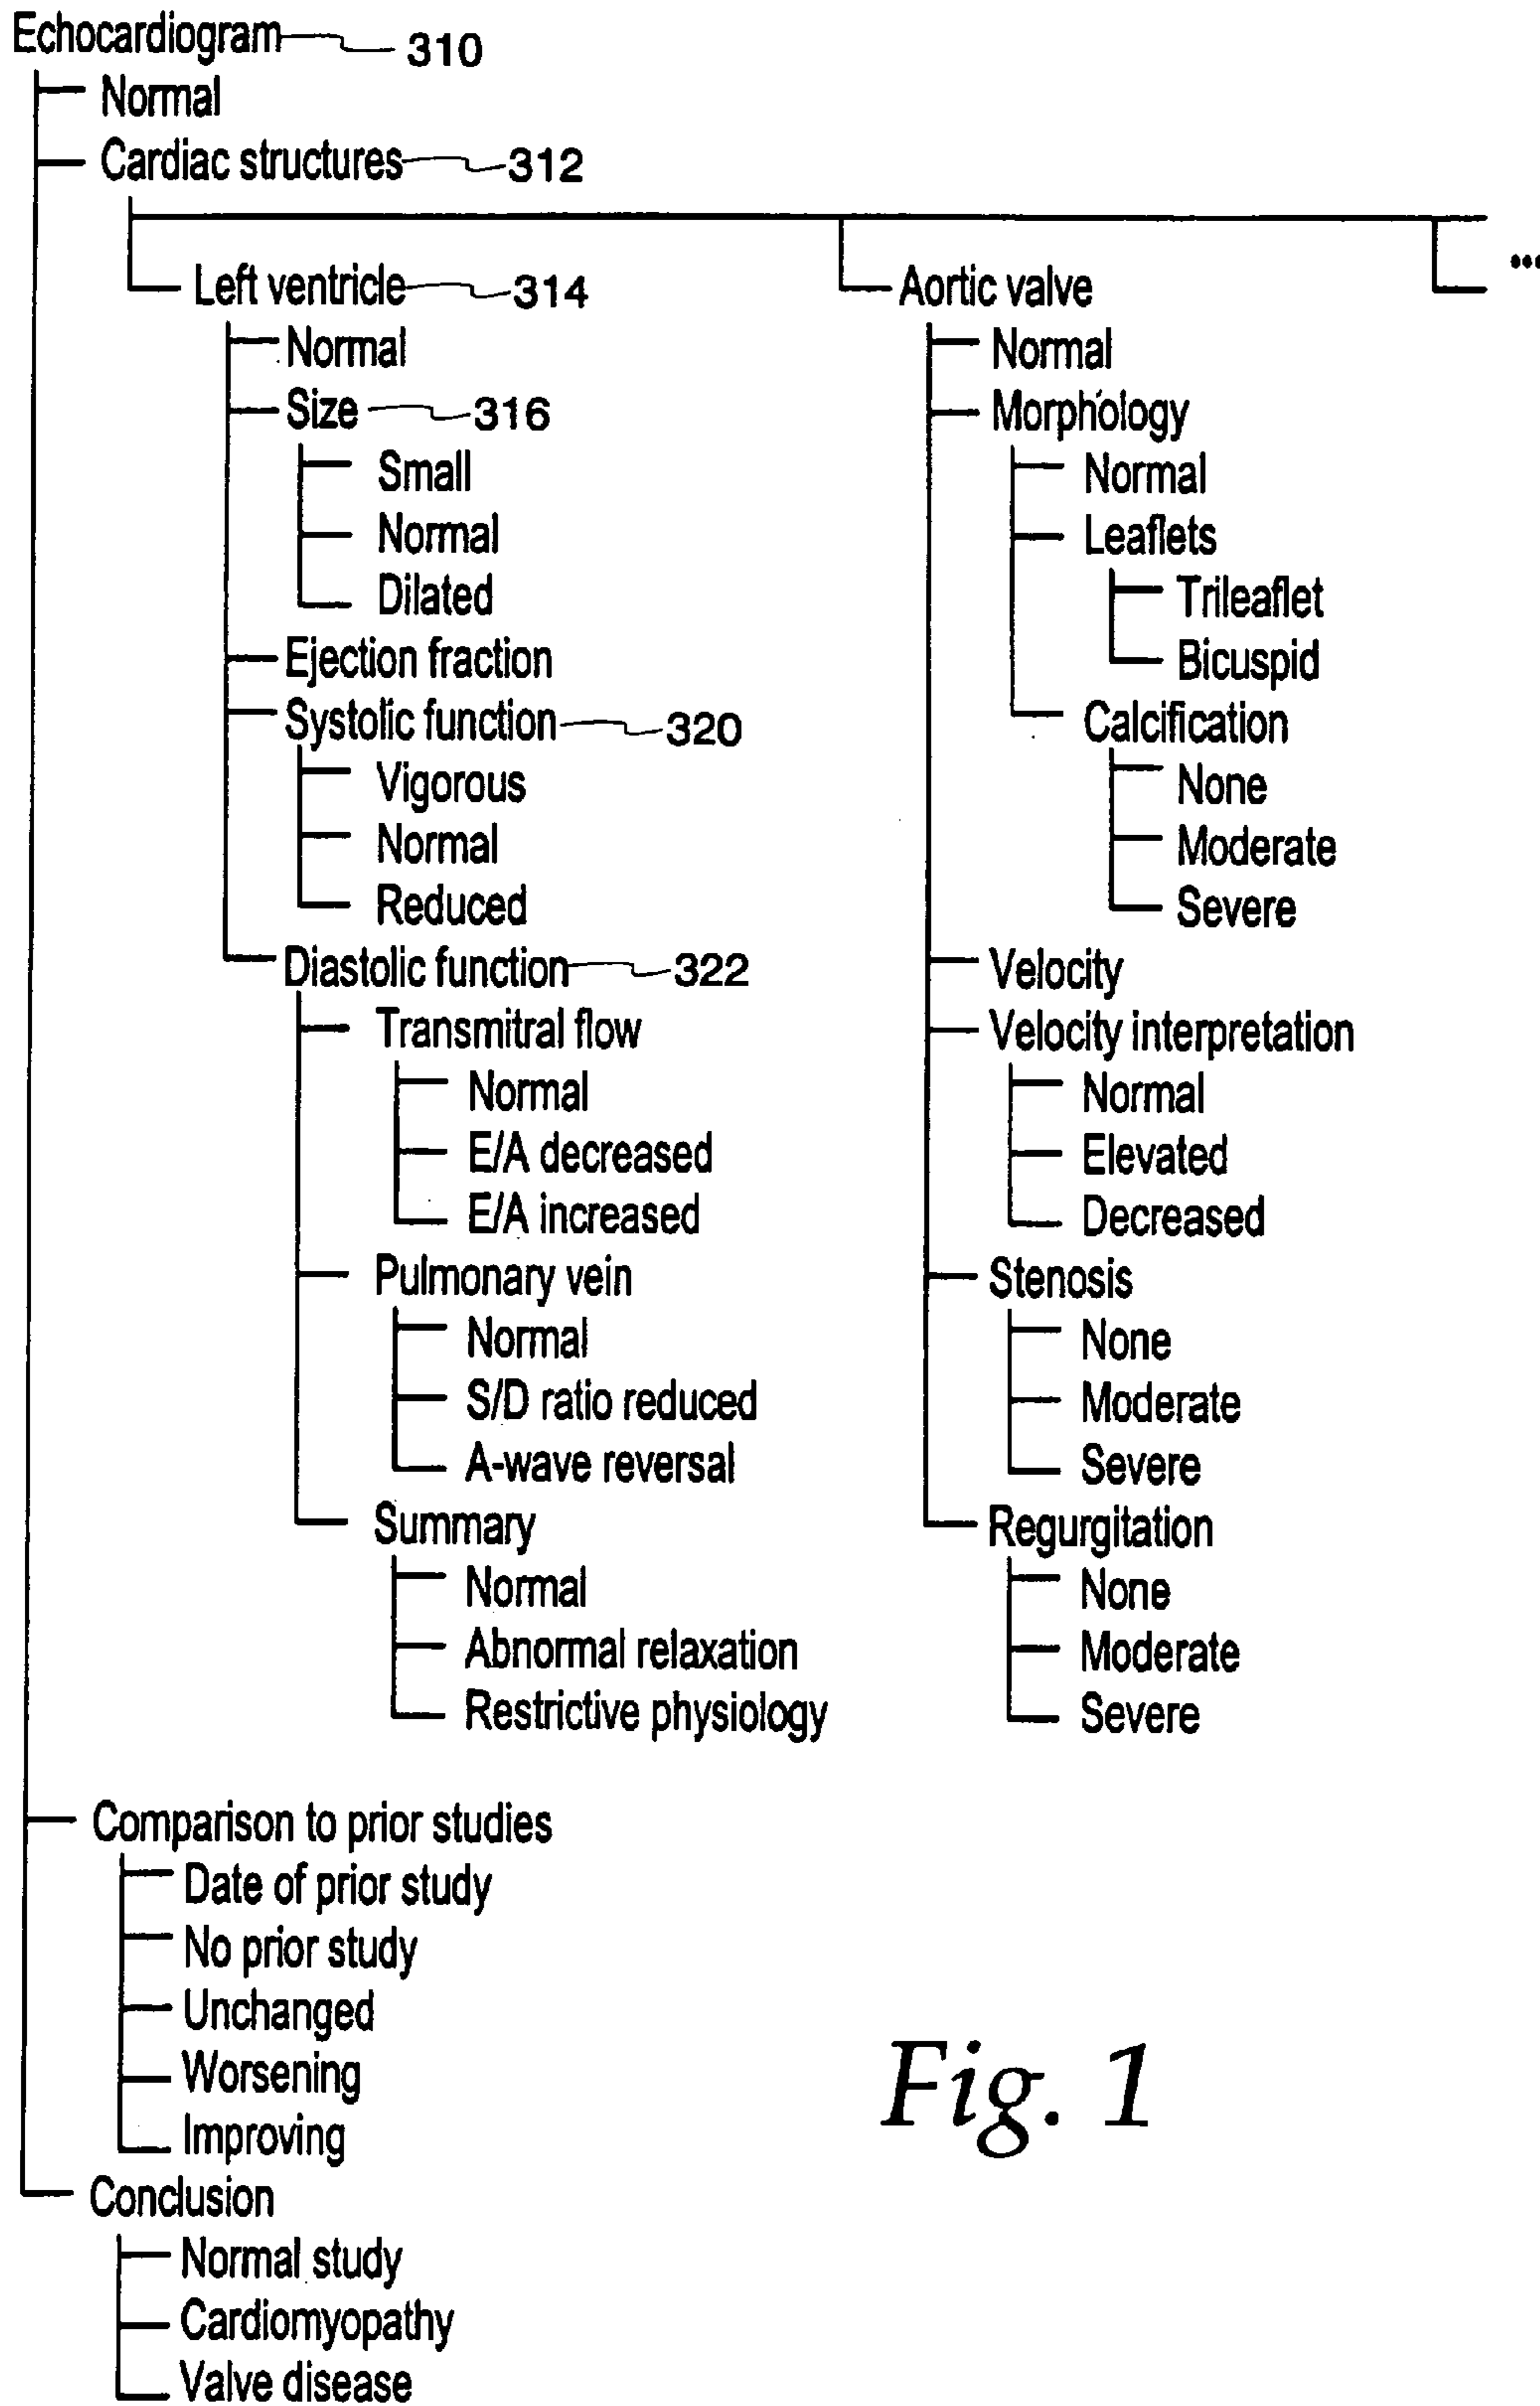 Echocardiogram 310
Normal
Cardiac structures 312
Left ventricle 314
Normal
Size 316
Small
Normal
Dilated
Ejection fraction
Systolic function 320
Vigorous
Normal
Reduced
Diastolic function 322
Transmitral flow
Normal
E/A decreased
E/A increased
Pulmonary vein
Normal
S/D ratio reduced
A-wave reversal
Summary
Normal
Abnormal relaxation
Restrictive physiology
Aortic valve
Normal
Morphology
Normal
Leaflets
Trileaflet
Bicuspid
Calcification
None
Moderate
Severe
Velocity
Velocity interpretation
Normal
Elevated
Decreased
Stenosis
None
Moderate
Severe
Regurgitation
None
Moderate
Severe
...
Comparison to prior studies
Date of prior study
No prior study
Unchanged
Worsening
Improving
Conclusion
Normal study
Cardiomyopathy
Valve disease
Fig. 1